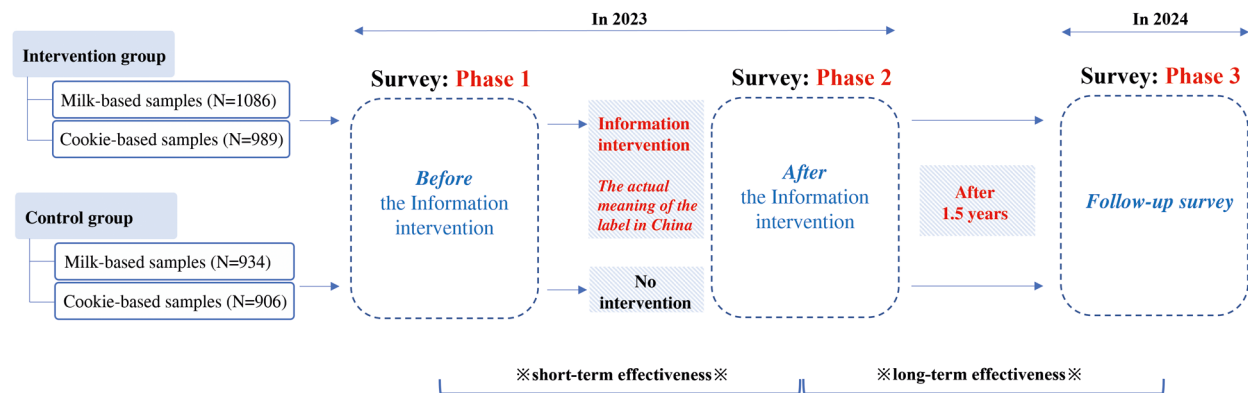 In 2023
In 2024
Intervention group
Milk-based samples (N=1086)
Cookie-based samples (N=989)
Control group
Milk-based samples (N=934)
Cookie-based samples (N=906)
Survey: Phase 1
Before
the Information
intervention
Information
intervention
The actual
meaning of the
label in China
No
intervention
Survey: Phase 2
After
the Information
intervention
After
1.5 years
Survey: Phase 3
Follow-up survey
※short-term effectiveness※
※long-term effectiveness※